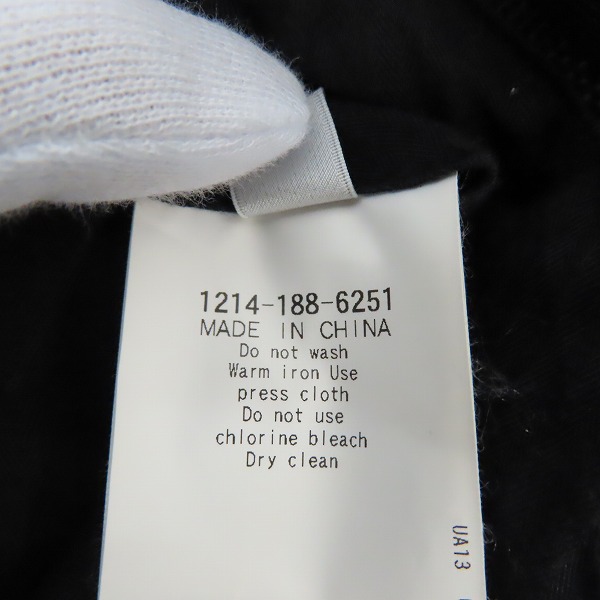 1214-188-6251
MADE IN CHINA
Do not wash
Warm iron Use
press cloth
Do not use
chlorine bleach
Dry clean
UA13